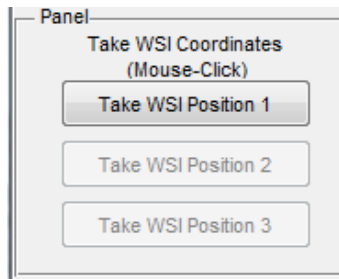 Panel
Take WSI Coordinates
(Mouse-Click)
Take WSI Position 1
Take WSI Position 2
Take WSI Position 3